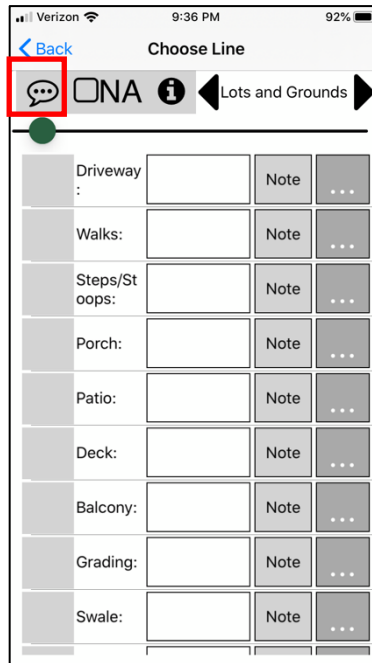 Verizon 9:36 PM 92%
Back Choose Line
NA i Lots and Grounds
Driveway
: Note ...
Walks: Note ...
Steps/St
oops: Note ...
Porch: Note ...
Patio: Note ...
Deck: Note ...
Balcony: Note ...
Grading: Note ...
Swale: Note ...